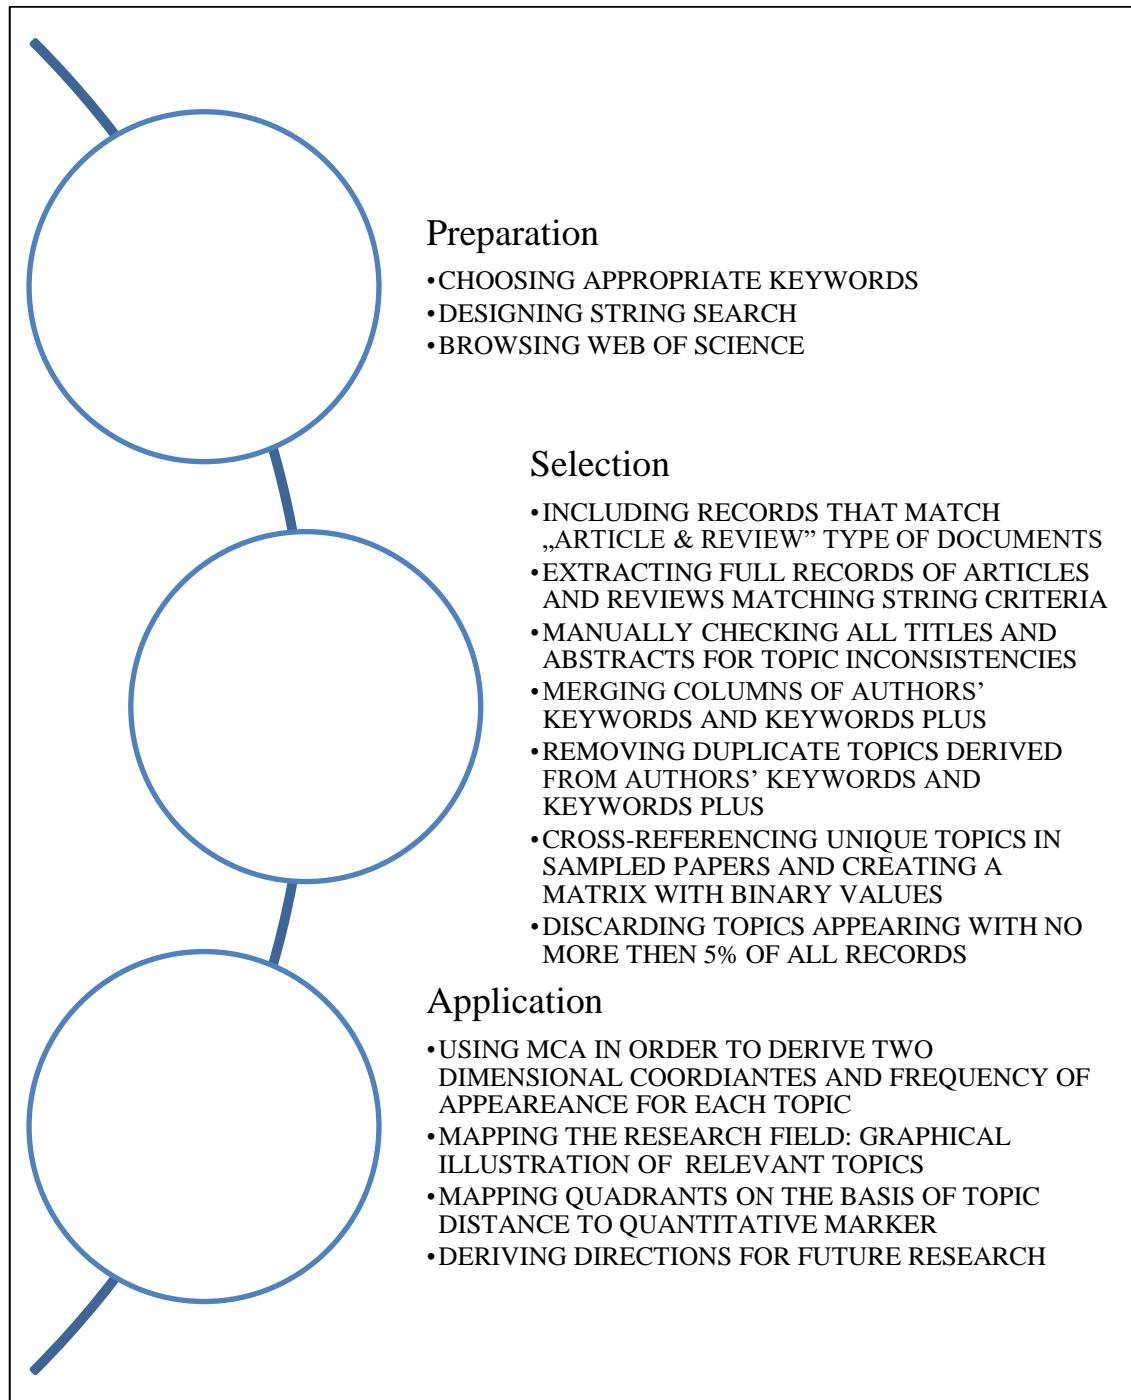 Preparation
•CHOOSING APPROPRIATE KEYWORDS
•DESIGNING STRING SEARCH
•BROWSING WEB OF SCIENCE
Selection
•INCLUDING RECORDS THAT MATCH
„ARTICLE & REVIEW” TYPE OF DOCUMENTS
•EXTRACTING FULL RECORDS OF ARTICLES
AND REVIEWS MATCHING STRING CRITERIA
•MANUALLY CHECKING ALL TITLES AND
ABSTRACTS FOR TOPIC INCONSISTENCIES
•MERGING COLUMNS OF AUTHORS’
KEYWORDS AND KEYWORDS PLUS
•REMOVING DUPLICATE TOPICS DERIVED
FROM AUTHORS’ KEYWORDS AND
KEYWORDS PLUS
•CROSS-REFERENCING UNIQUE TOPICS IN
SAMPLED PAPERS AND CREATING A
MATRIX WITH BINARY VALUES
•DISCARDING TOPICS APPEARING WITH NO
MORE THEN 5% OF ALL RECORDS
Application
•USING MCA IN ORDER TO DERIVE TWO
DIMENSIONAL COORDIANTES AND FREQUENCY OF
APPEAREANCE FOR EACH TOPIC
•MAPPING THE RESEARCH FIELD: GRAPHICAL
ILLUSTRATION OF RELEVANT TOPICS
•MAPPING QUADRANTS ON THE BASIS OF TOPIC
DISTANCE TO QUANTITATIVE MARKER
•DERIVING DIRECTIONS FOR FUTURE RESEARCH